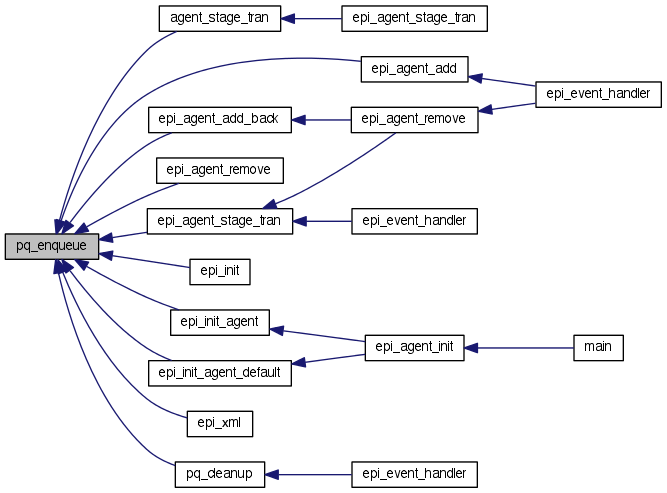 agent_stage_tran
epi_agent_stage_tran
epi_agent_add
epi_event_handler
epi_agent_add_back
epi_agent_remove
epi_agent_remove
epi_agent_stage_tran
epi_event_handler
pq_enqueue
epi_init
epi_init_agent
epi_agent_init
main
epi_init_agent_default
epi_xml
pq_cleanup
epi_event_handler